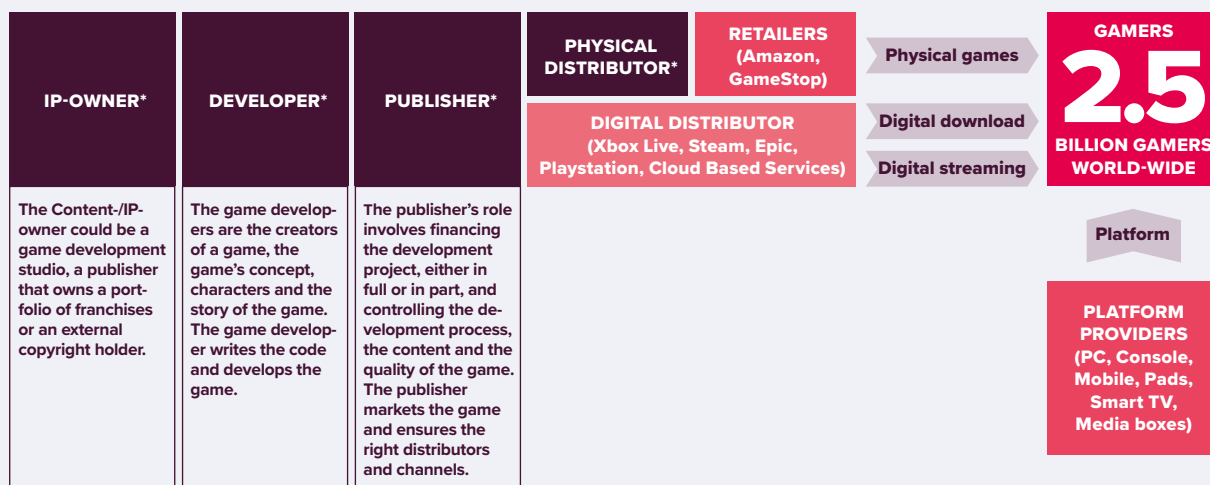 IP-OWNER*
The Content-/IP-
owner could be a
game development
studio, a publisher
that owns a port-
folio of franchises
or an external
copyright holder.
DEVELOPER*
The game develop-
ers are the creators
of a game, the
game's concept,
characters and the
story of the game.
The game develop-
er writes the code
and develops the
game.
PUBLISHER*
The publisher's role
involves financing
the development
project, either in
full or in part, and
controlling the de-
velopment process,
the content and the
quality of the game.
The publisher
markets the game
and ensures the
right distributors
and channels.
PHYSICAL
DISTRIBUTOR*
RETAILERS
(Amazon,
GameStop)
DIGITAL DISTRIBUTOR
(Xbox Live, Steam, Epic,
Playstation, Cloud Based Services)
Physical games
Digital download
Digital streaming
GAMERS
2.5
BILLION GAMERS
WORLD-WIDE
Platform
PLATFORM
PROVIDERS
(PC, Console,
Mobile, Pads,
Smart TV,
Media boxes)